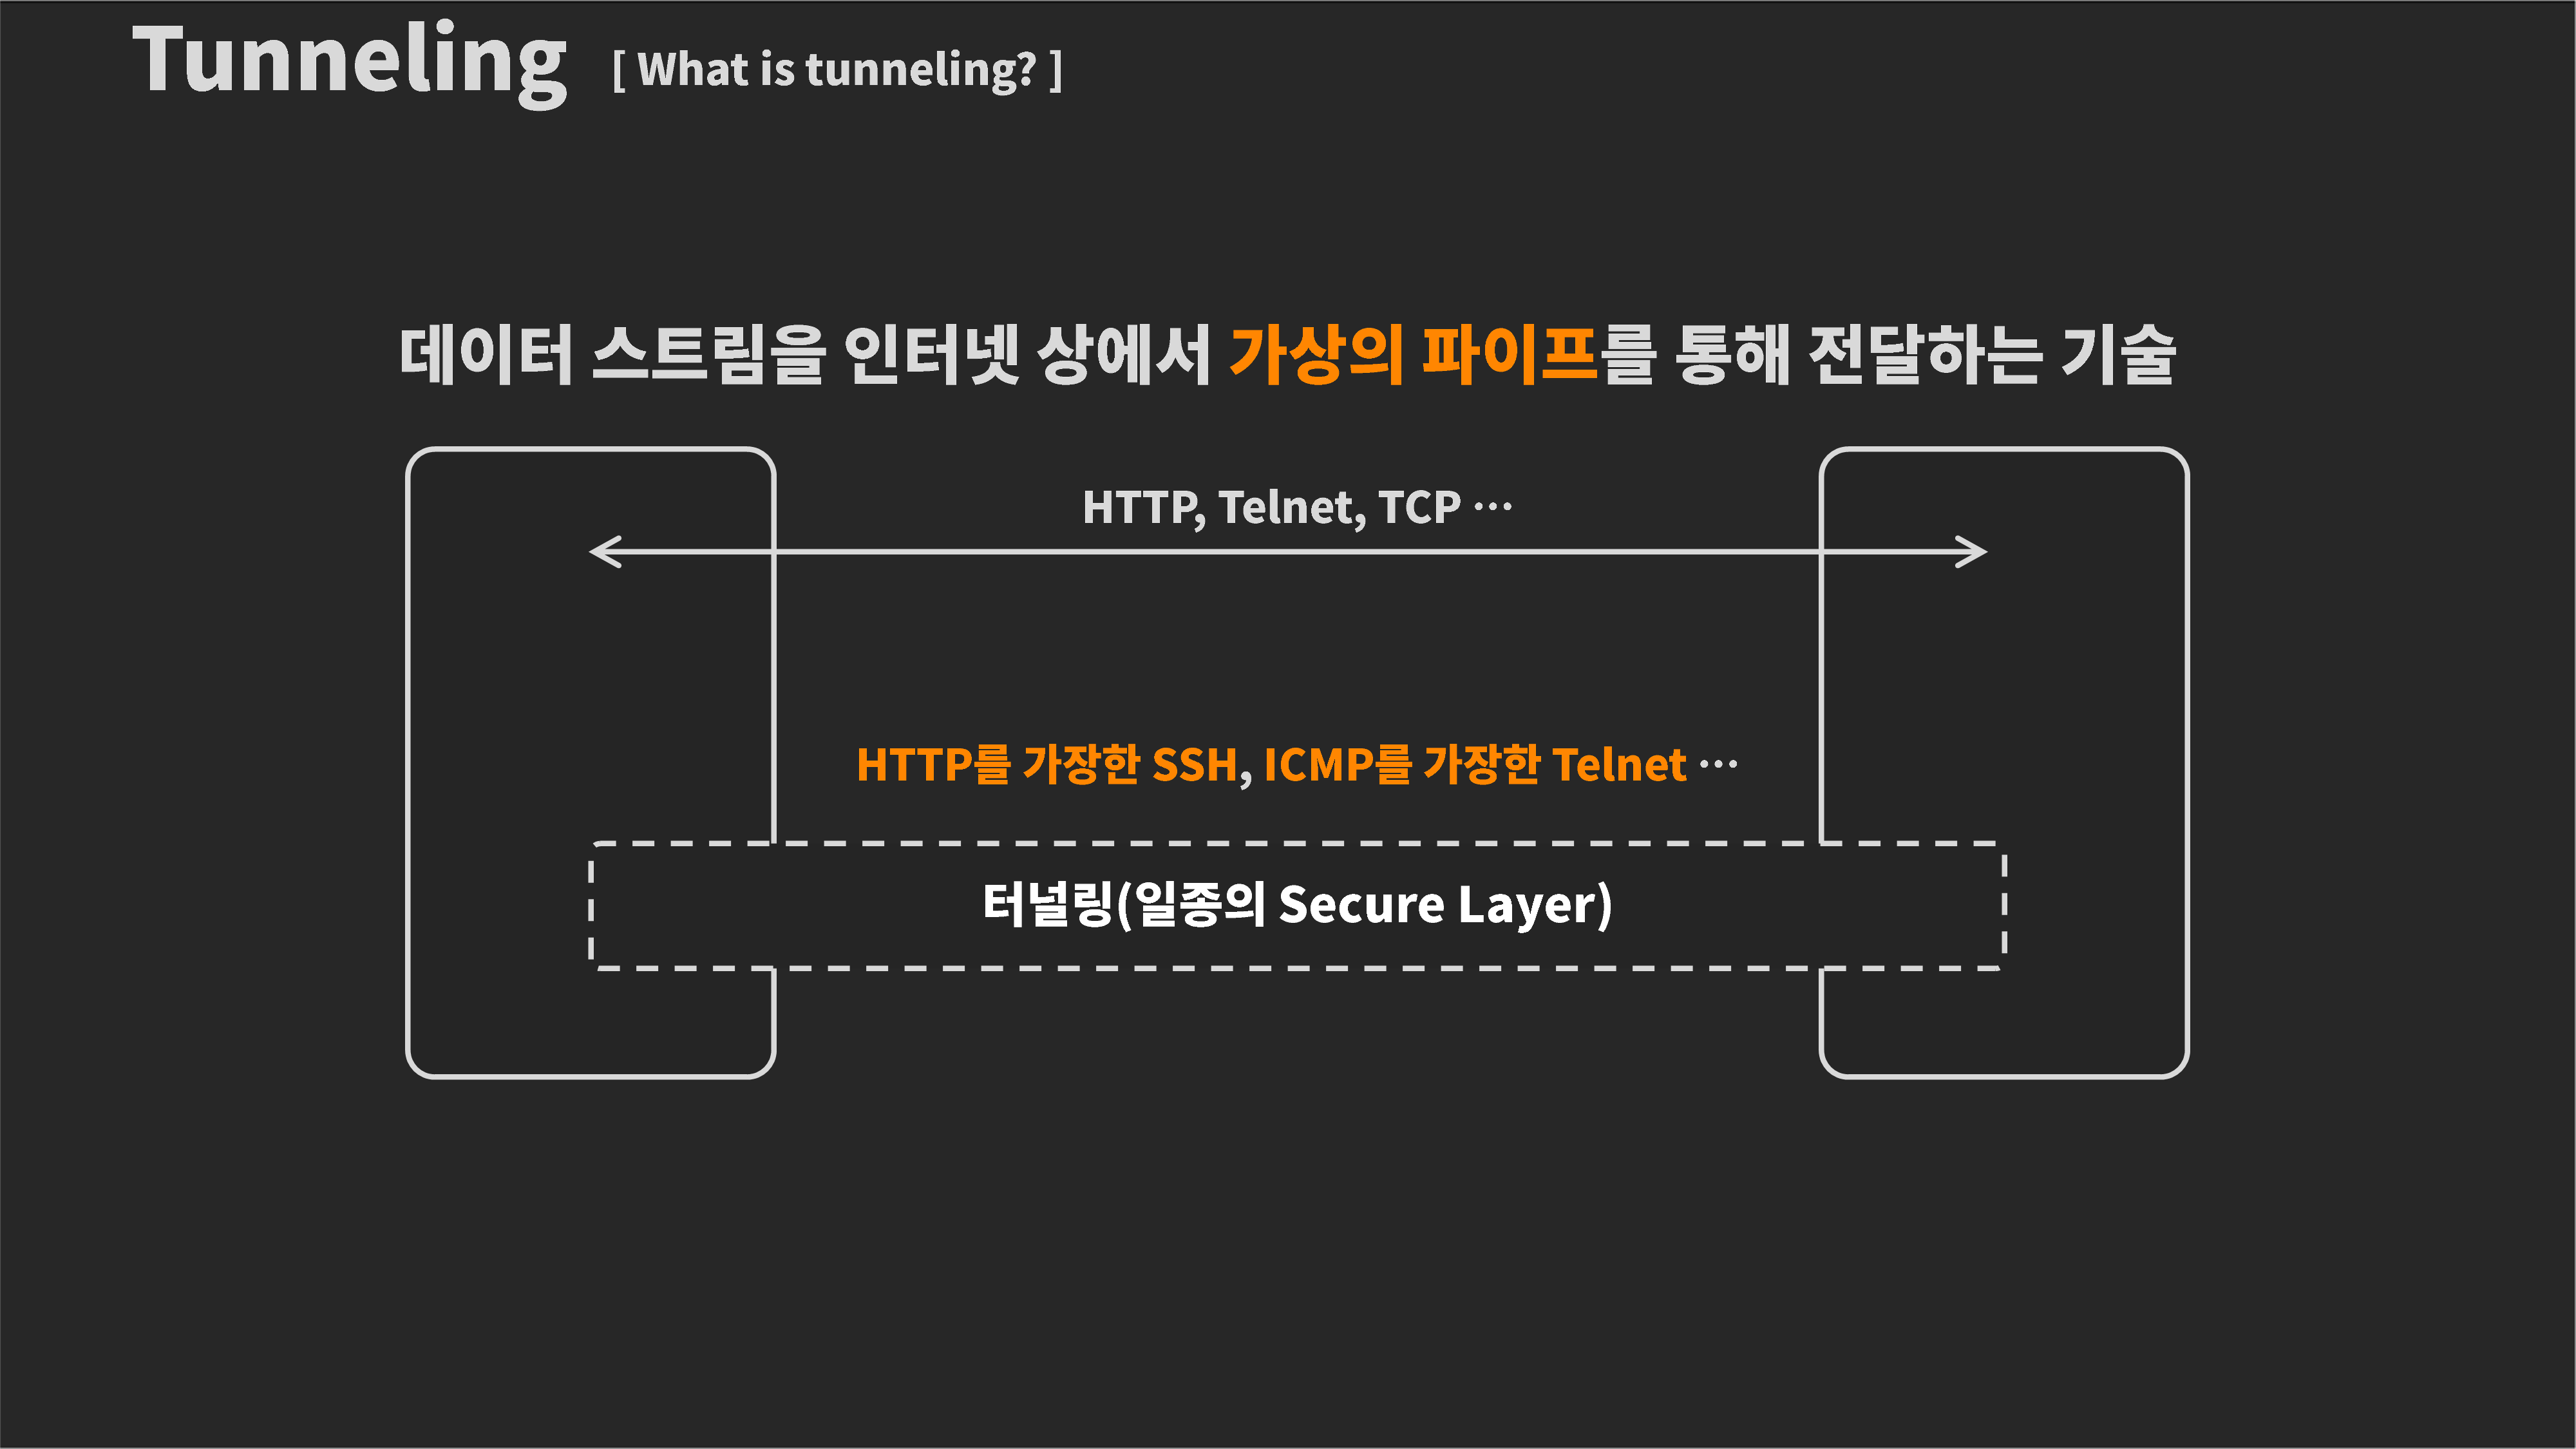 Tunneling [ What is tunneling? ]
데이터 스트림을 인터넷 상에서 가상의 파이프를 통해 전달하는 기술
HTTP, Telnet, TCP …
HTTP를 가장한 SSH, ICMP를 가장한 Telnet …
터널링(일종의 Secure Layer)